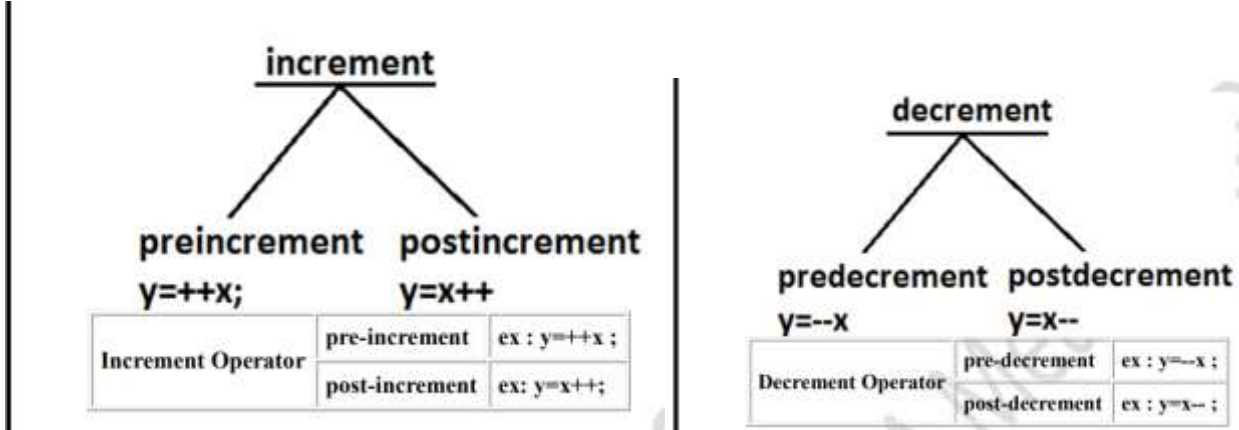 increment
preincrement postincrement
y=++x; y=x++
Increment Operator
pre-increment ex : y=++x ;
post-increment ex: y=x++;
decrement
predecrement postdecrement
y=--x y=x--
Decrement Operator
pre-decrement ex : y=--x ;
post-decrement ex : y=x-- ;